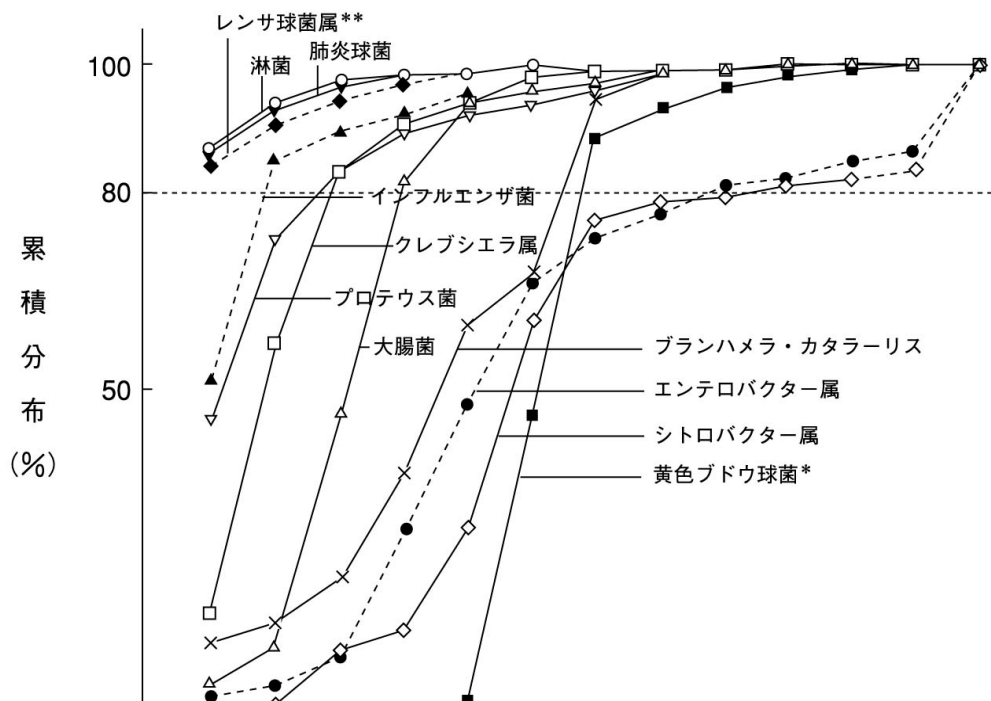 レンサ球菌属**
淋菌
肺炎球菌
100
80
インフルエンザ菌
クレブシエラ属
プロテウス菌
大腸菌
ブランハメラ・カタラーリス
50
エンテロバクター属
シトロバクター属
黄色ブドウ球菌*
累積分布
(%)